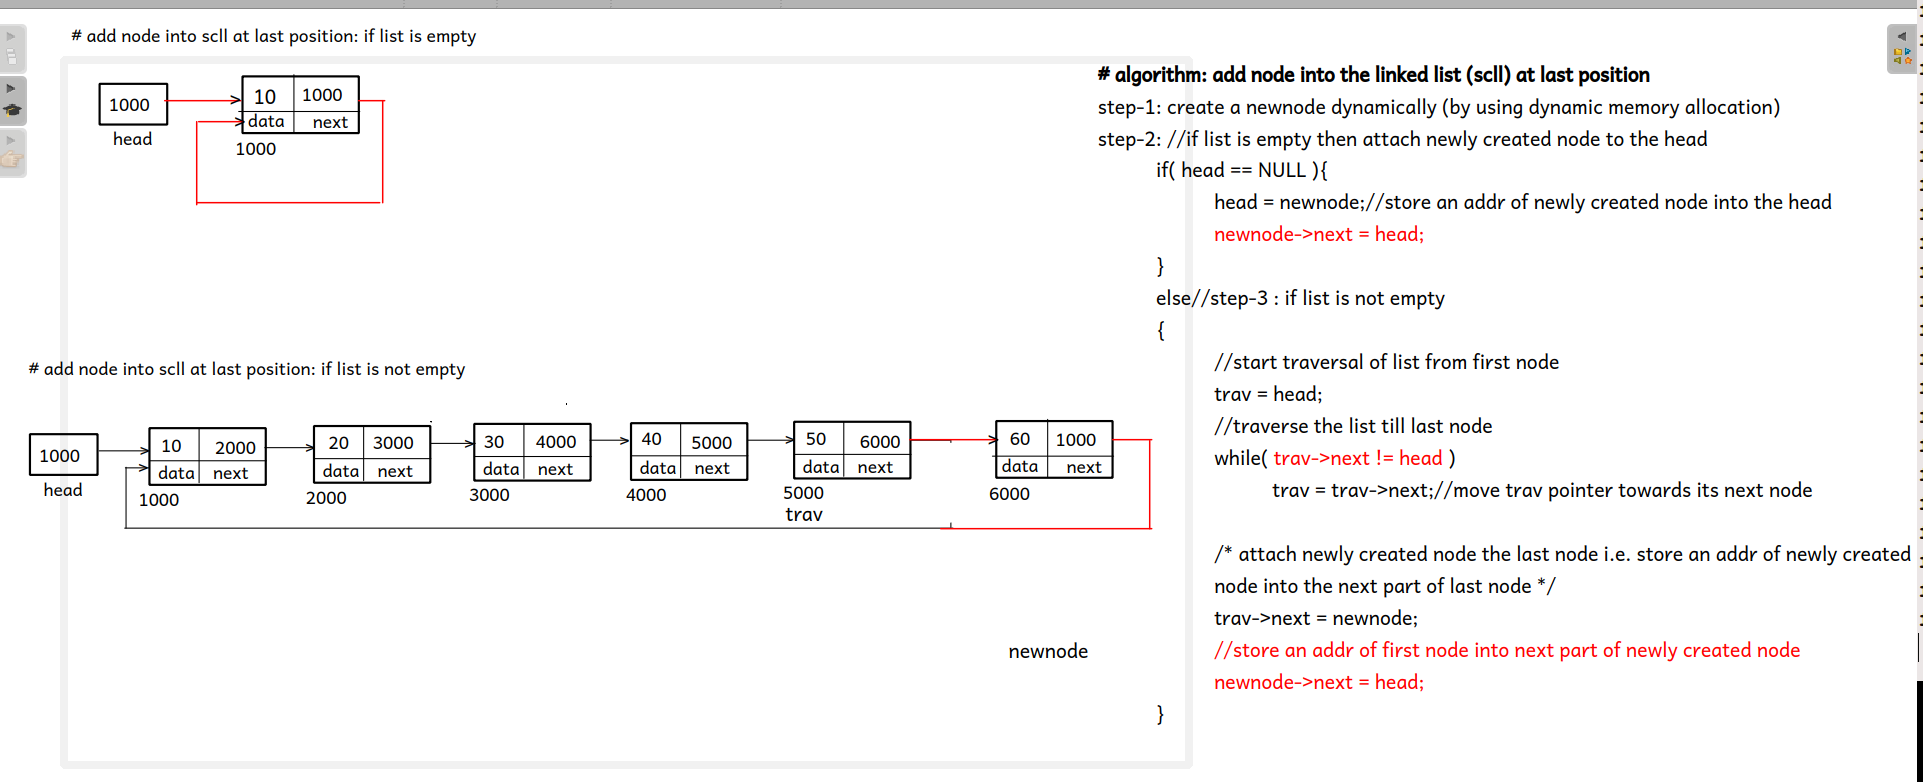 # add node into scll at last position: if list is empty
1000
head
10 1000
data next
1000
# add node into scll at last position: if list is not empty
1000
head
10 2000
data next
1000
20 3000
data next
2000
30 4000
data next
3000
40 5000
data next
4000
50 6000
data next
5000
trav
60 1000
data next
6000
newnode
# algorithm: add node into the linked list (scll) at last position
step-1: create a newnode dynamically (by using dynamic memory allocation)
step-2: //if list is empty then attach newly created node to the head
if( head == NULL ){
head = newnode;//store an addr of newly created node into the head
newnode->next = head;
}
else//step-3 : if list is not empty
{
//start traversal of list from first node
trav = head;
//traverse the list till last node
while( trav->next != head )
trav = trav->next;//move trav pointer towards its next node
/* attach newly created node the last node i.e. store an addr of newly created
node into the next part of last node */
trav->next = newnode;
//store an addr of first node into next part of newly created node
newnode->next = head;
}